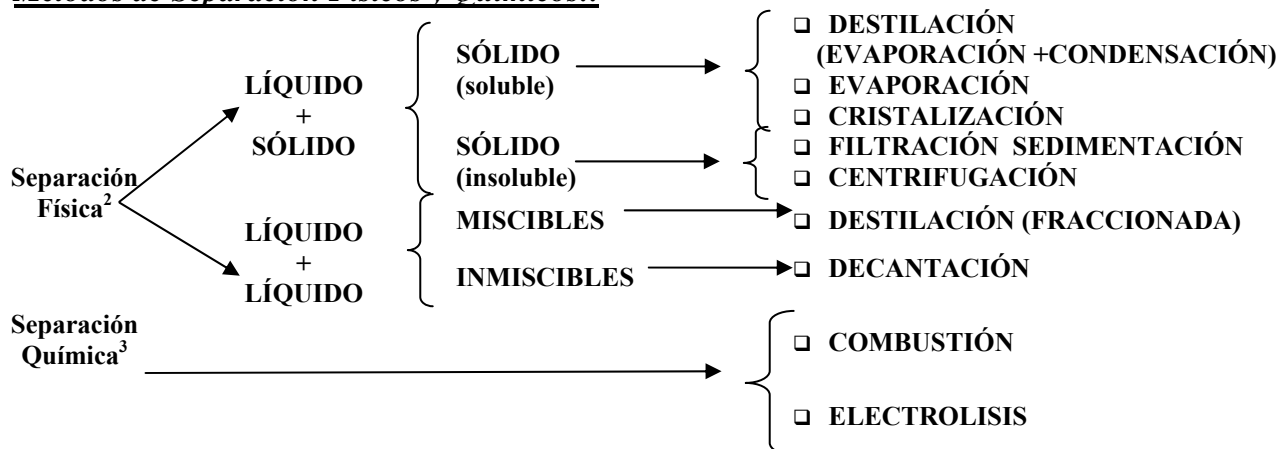 Métodos de Separación Físicos y Químicos:.
DESTILACIÓN
(EVAPORACIÓN +CONDENSACIÓN)
SÓLIDO
(soluble)
LÍQUIDO
+
SÓLIDO
EVAPORACIÓN
CRISTALIZACIÓN
SÓLIDO
(insoluble)
FILTRACIÓN SEDIMENTACIÓN
CENTRIFUGACIÓN
Separación
Física²
LÍQUIDO
+
LÍQUIDO
MISCIBLES
DESTILACIÓN (FRACCIONADA)
INMISCIBLES
DECANTACIÓN
Separación
Química³
COMBUSTIÓN
ELECTROLISIS